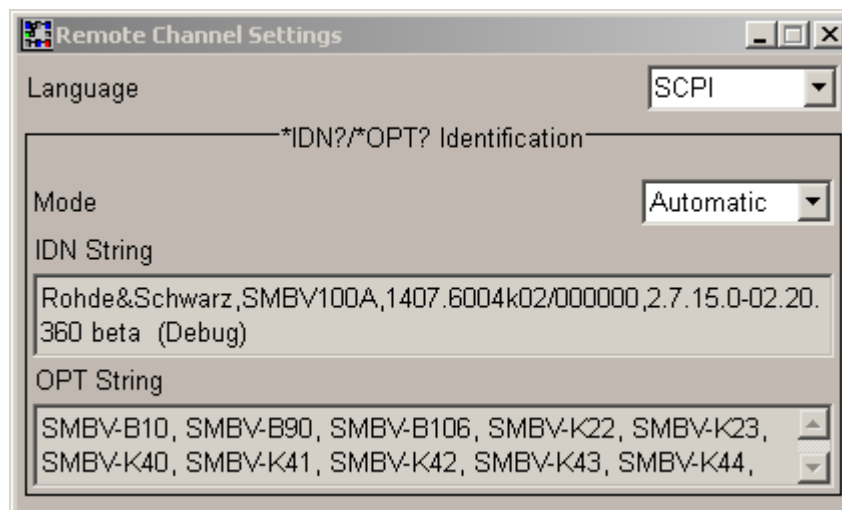 Remote Channel Settings
Language
SCPI
*IDN?/*OPT? Identification
Mode
Automatic
IDN String
Rohde&Schwarz,SMBV100A,1407.6004k02/000000,2.7.15.0-02.20.
360 beta  (Debug)
OPT String
SMBV-B10, SMBV-B90, SMBV-B106, SMBV-K22, SMBV-K23,
SMBV-K40, SMBV-K41, SMBV-K42, SMBV-K43, SMBV-K44,